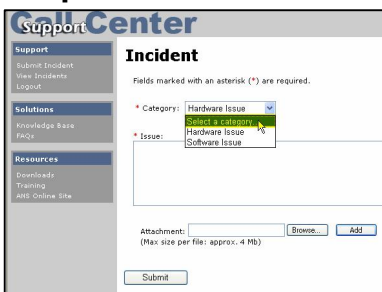 Call Center
Support
Support
Submit Incident
View Incidents
Logout
Solutions
Knowledge Base
FAQs
Resources
Downloads
Training
ANS Online Site
Incident
Fields marked with an asterisk (*) are required.
* Category: Hardware Issue
Select a category...
Hardware Issue
Software Issue
* Issue:
Attachment: Browse... Add
(Max size per file: approx. 4 Mb)
Submit